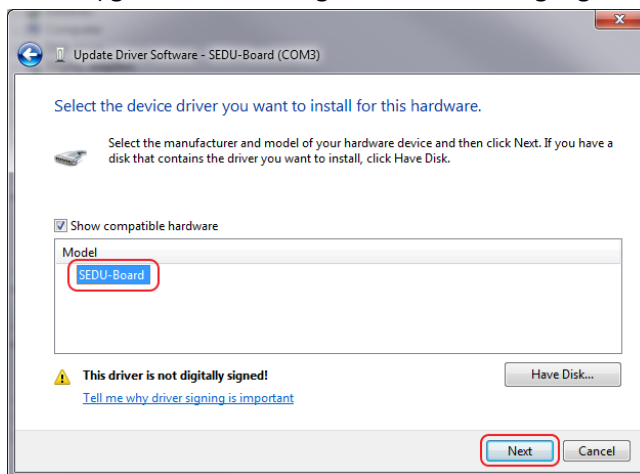 Update Driver Software - SEDU-Board (COM3)
Select the device driver you want to install for this hardware.
Select the manufacturer and model of your hardware device and then click Next. If you have a
disk that contains the driver you want to install, click Have Disk.
Show compatible hardware
Model
SEDU-Board
This driver is not digitally signed!
Have Disk...
Tell me why driver signing is important
Next
Cancel